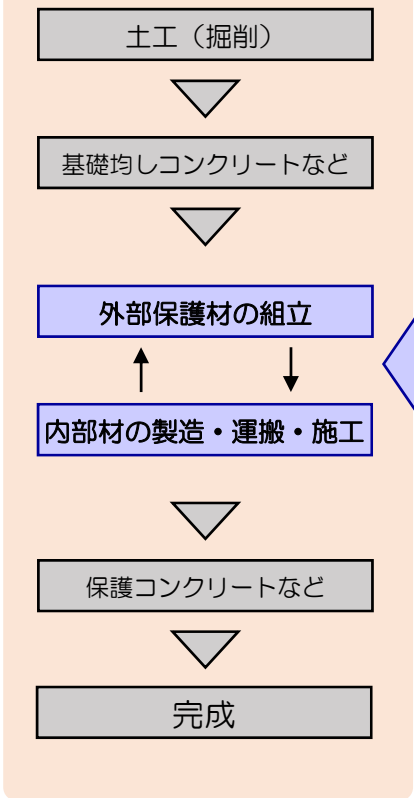 土工（掘削）
基礎均しコンクリートなど
外部保護材の組立
内部材の製造・運搬・施工
保護コンクリートなど
完成